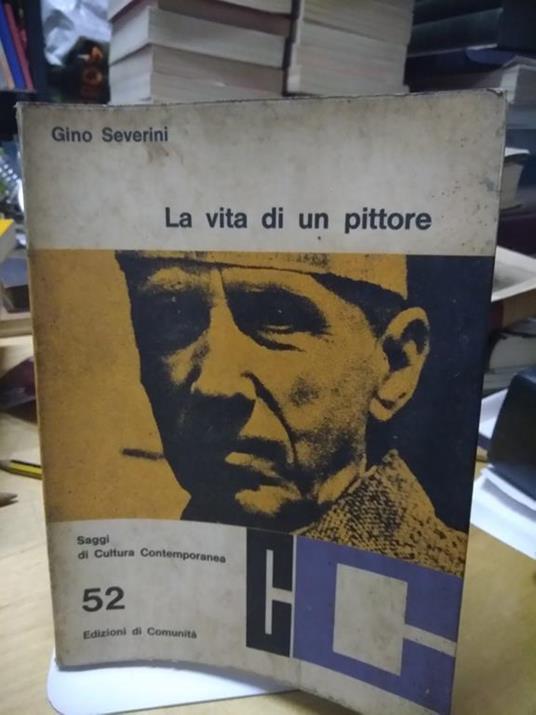 Gino Severini
La vita di un pittore
Saggi
di Cultura Contemporanea
52
Edizioni di Comunità